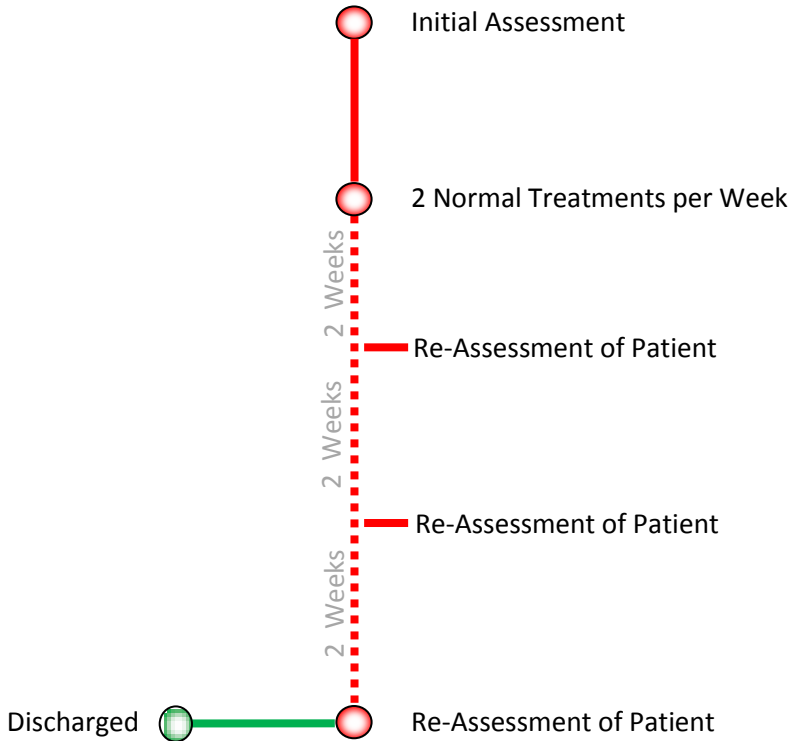 Initial Assessment
2 Normal Treatments per Week
2 Weeks
Re-Assessment of Patient
2 Weeks
Re-Assessment of Patient
2 Weeks
Discharged
Re-Assessment of Patient